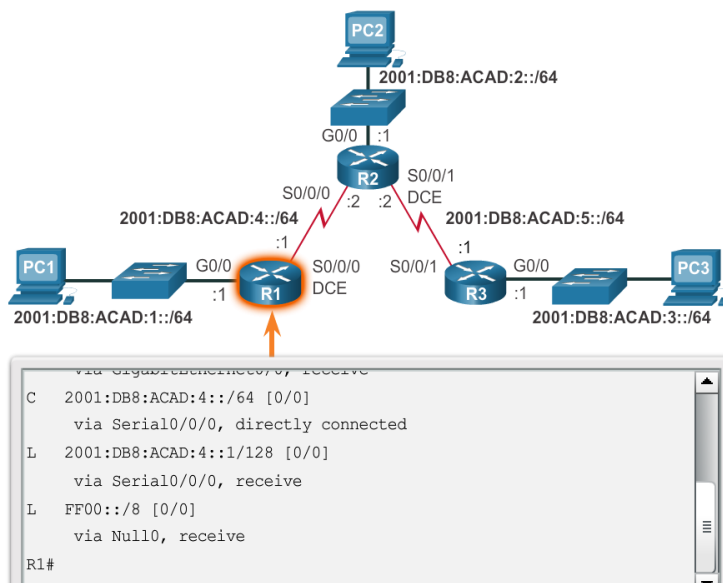 PC2
2001:DB8:ACAD:2::/64
G0/0 :1
R2
S0/0/0 :2 :2 S0/0/1
DCE
2001:DB8:ACAD:4::/64
2001:DB8:ACAD:5::/64
:1
:1
PC1
G0/0
:1
R1
S0/0/0
DCE
S0/0/1
R3
G0/0
:1
PC3
2001:DB8:ACAD:1::/64
2001:DB8:ACAD:3::/64
via GigabitEthernet0/0, receive
C 2001:DB8:ACAD:4::/64 [0/0]
via Serial0/0/0, directly connected
L 2001:DB8:ACAD:4::1/128 [0/0]
via Serial0/0/0, receive
L FF00::/8 [0/0]
via Null0, receive
R1#